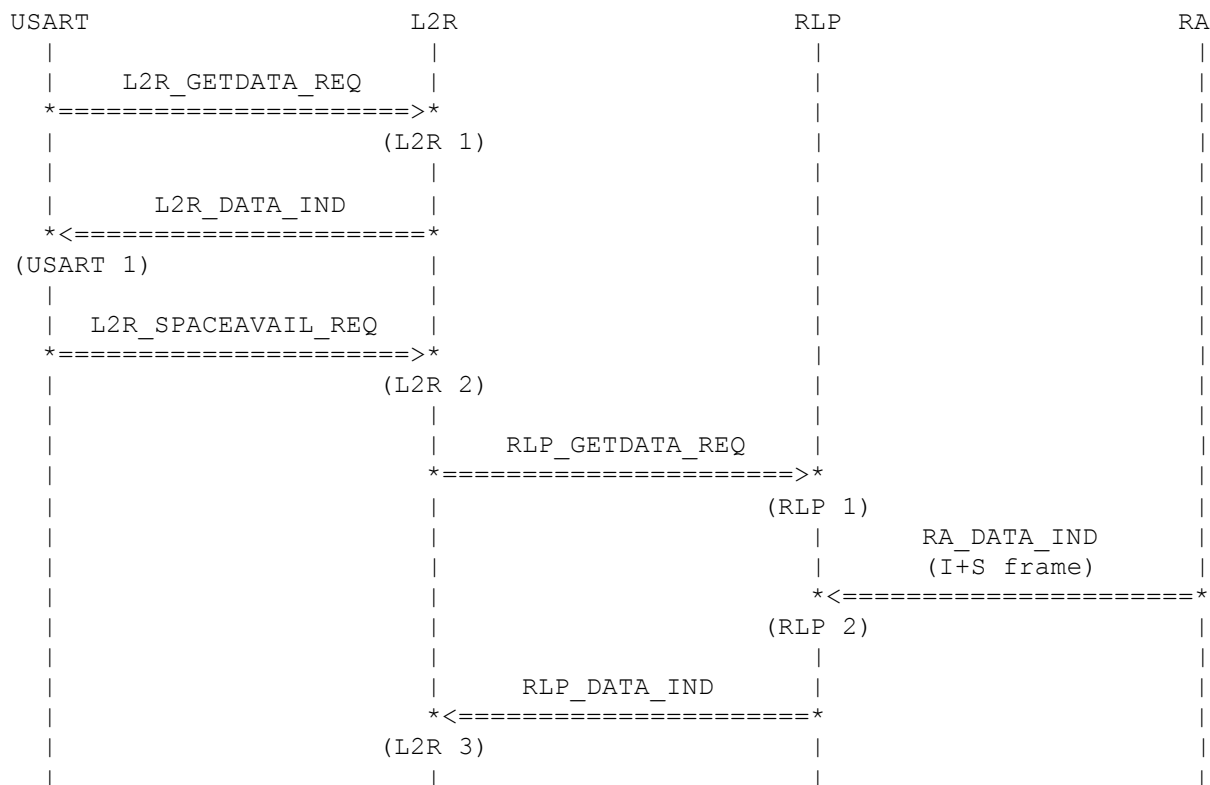 USART L2R RLP RA
L2R_GETDATA_REQ
(L2R 1)
L2R_DATA_IND
(USART 1)
L2R_SPACEAVAIL_REQ
(L2R 2)
RLP_GETDATA_REQ
(RLP 1)
RA_DATA_IND
(I+S frame)
(RLP 2)
RLP_DATA_IND
(L2R 3)